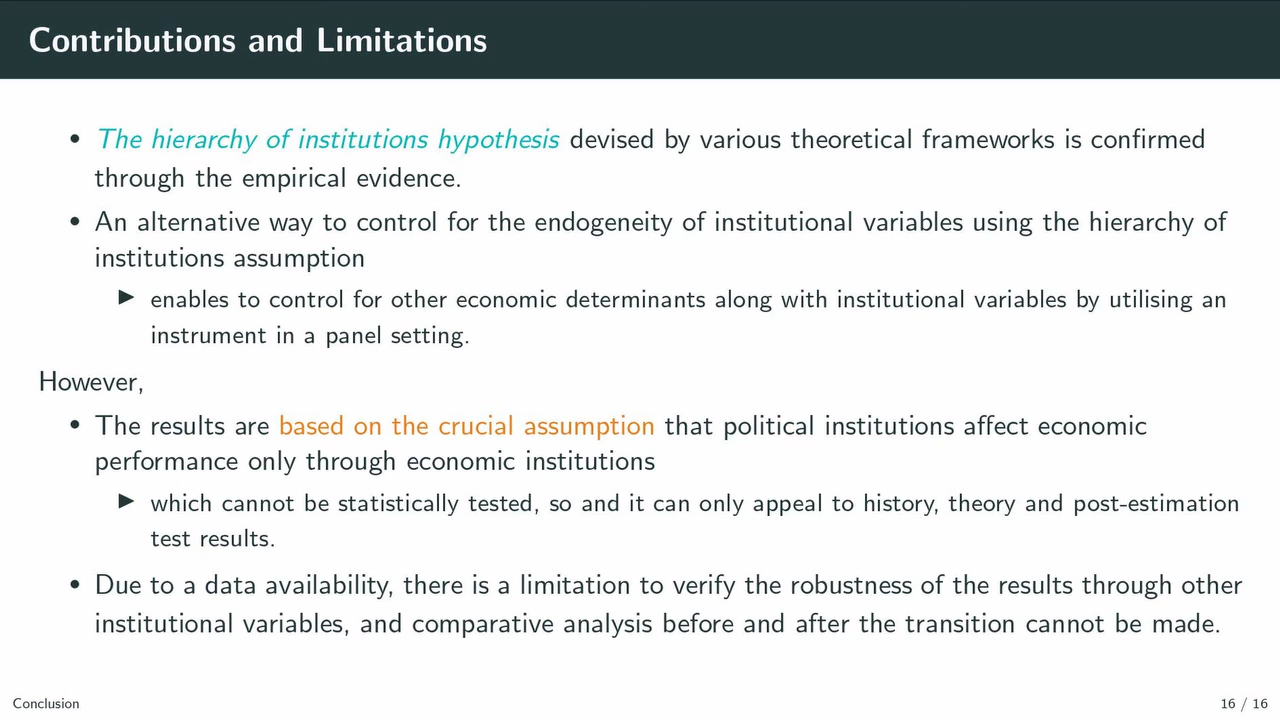 Contributions and Limitations
• The hierarchy of institutions hypothesis devised by various theoretical frameworks is confirmed
through the empirical evidence.
• An alternative way to control for the endogeneity of institutional variables using the hierarchy of
institutions assumption
▶ enables to control for other economic determinants along with institutional variables by utilising an
instrument in a panel setting.
However,
• The results are based on the crucial assumption that political institutions affect economic
performance only through economic institutions
▶ which cannot be statistically tested, so and it can only appeal to history, theory and post-estimation
test results.
• Due to a data availability, there is a limitation to verify the robustness of the results through other
institutional variables, and comparative analysis before and after the transition cannot be made.
Conclusion
16 / 16